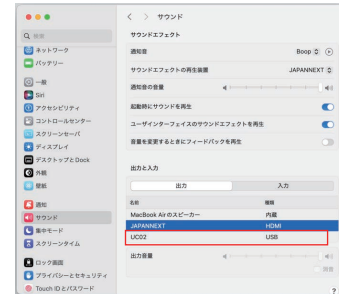 サウンド
検索
サウンドエフェクト
ネットワーク
通知音
Boop
バッテリー
サウンドエフェクトの再生装置
JAPANNEXT
一般
通知音の音量
Siri
アクセシビリティ
起動時にサウンドを再生
コントロールセンター
ユーザインターフェイスのサウンドエフェクトを再生
スクリーンセーバ
音量を変更するときにフィードバックを再生
ディスプレイ
デスクトップとDock
出力と入力
外観
壁紙
出力
入力
通知
名前
種類
サウンド
MacBook Airのスピーカー
内蔵
集中モード
JAPANNEXT
HDMI
スクリーンタイム
UC02
USB
ロック画面
出力音量
プライバシーとセキュリティ
消音
Touch IDとパスワード
?